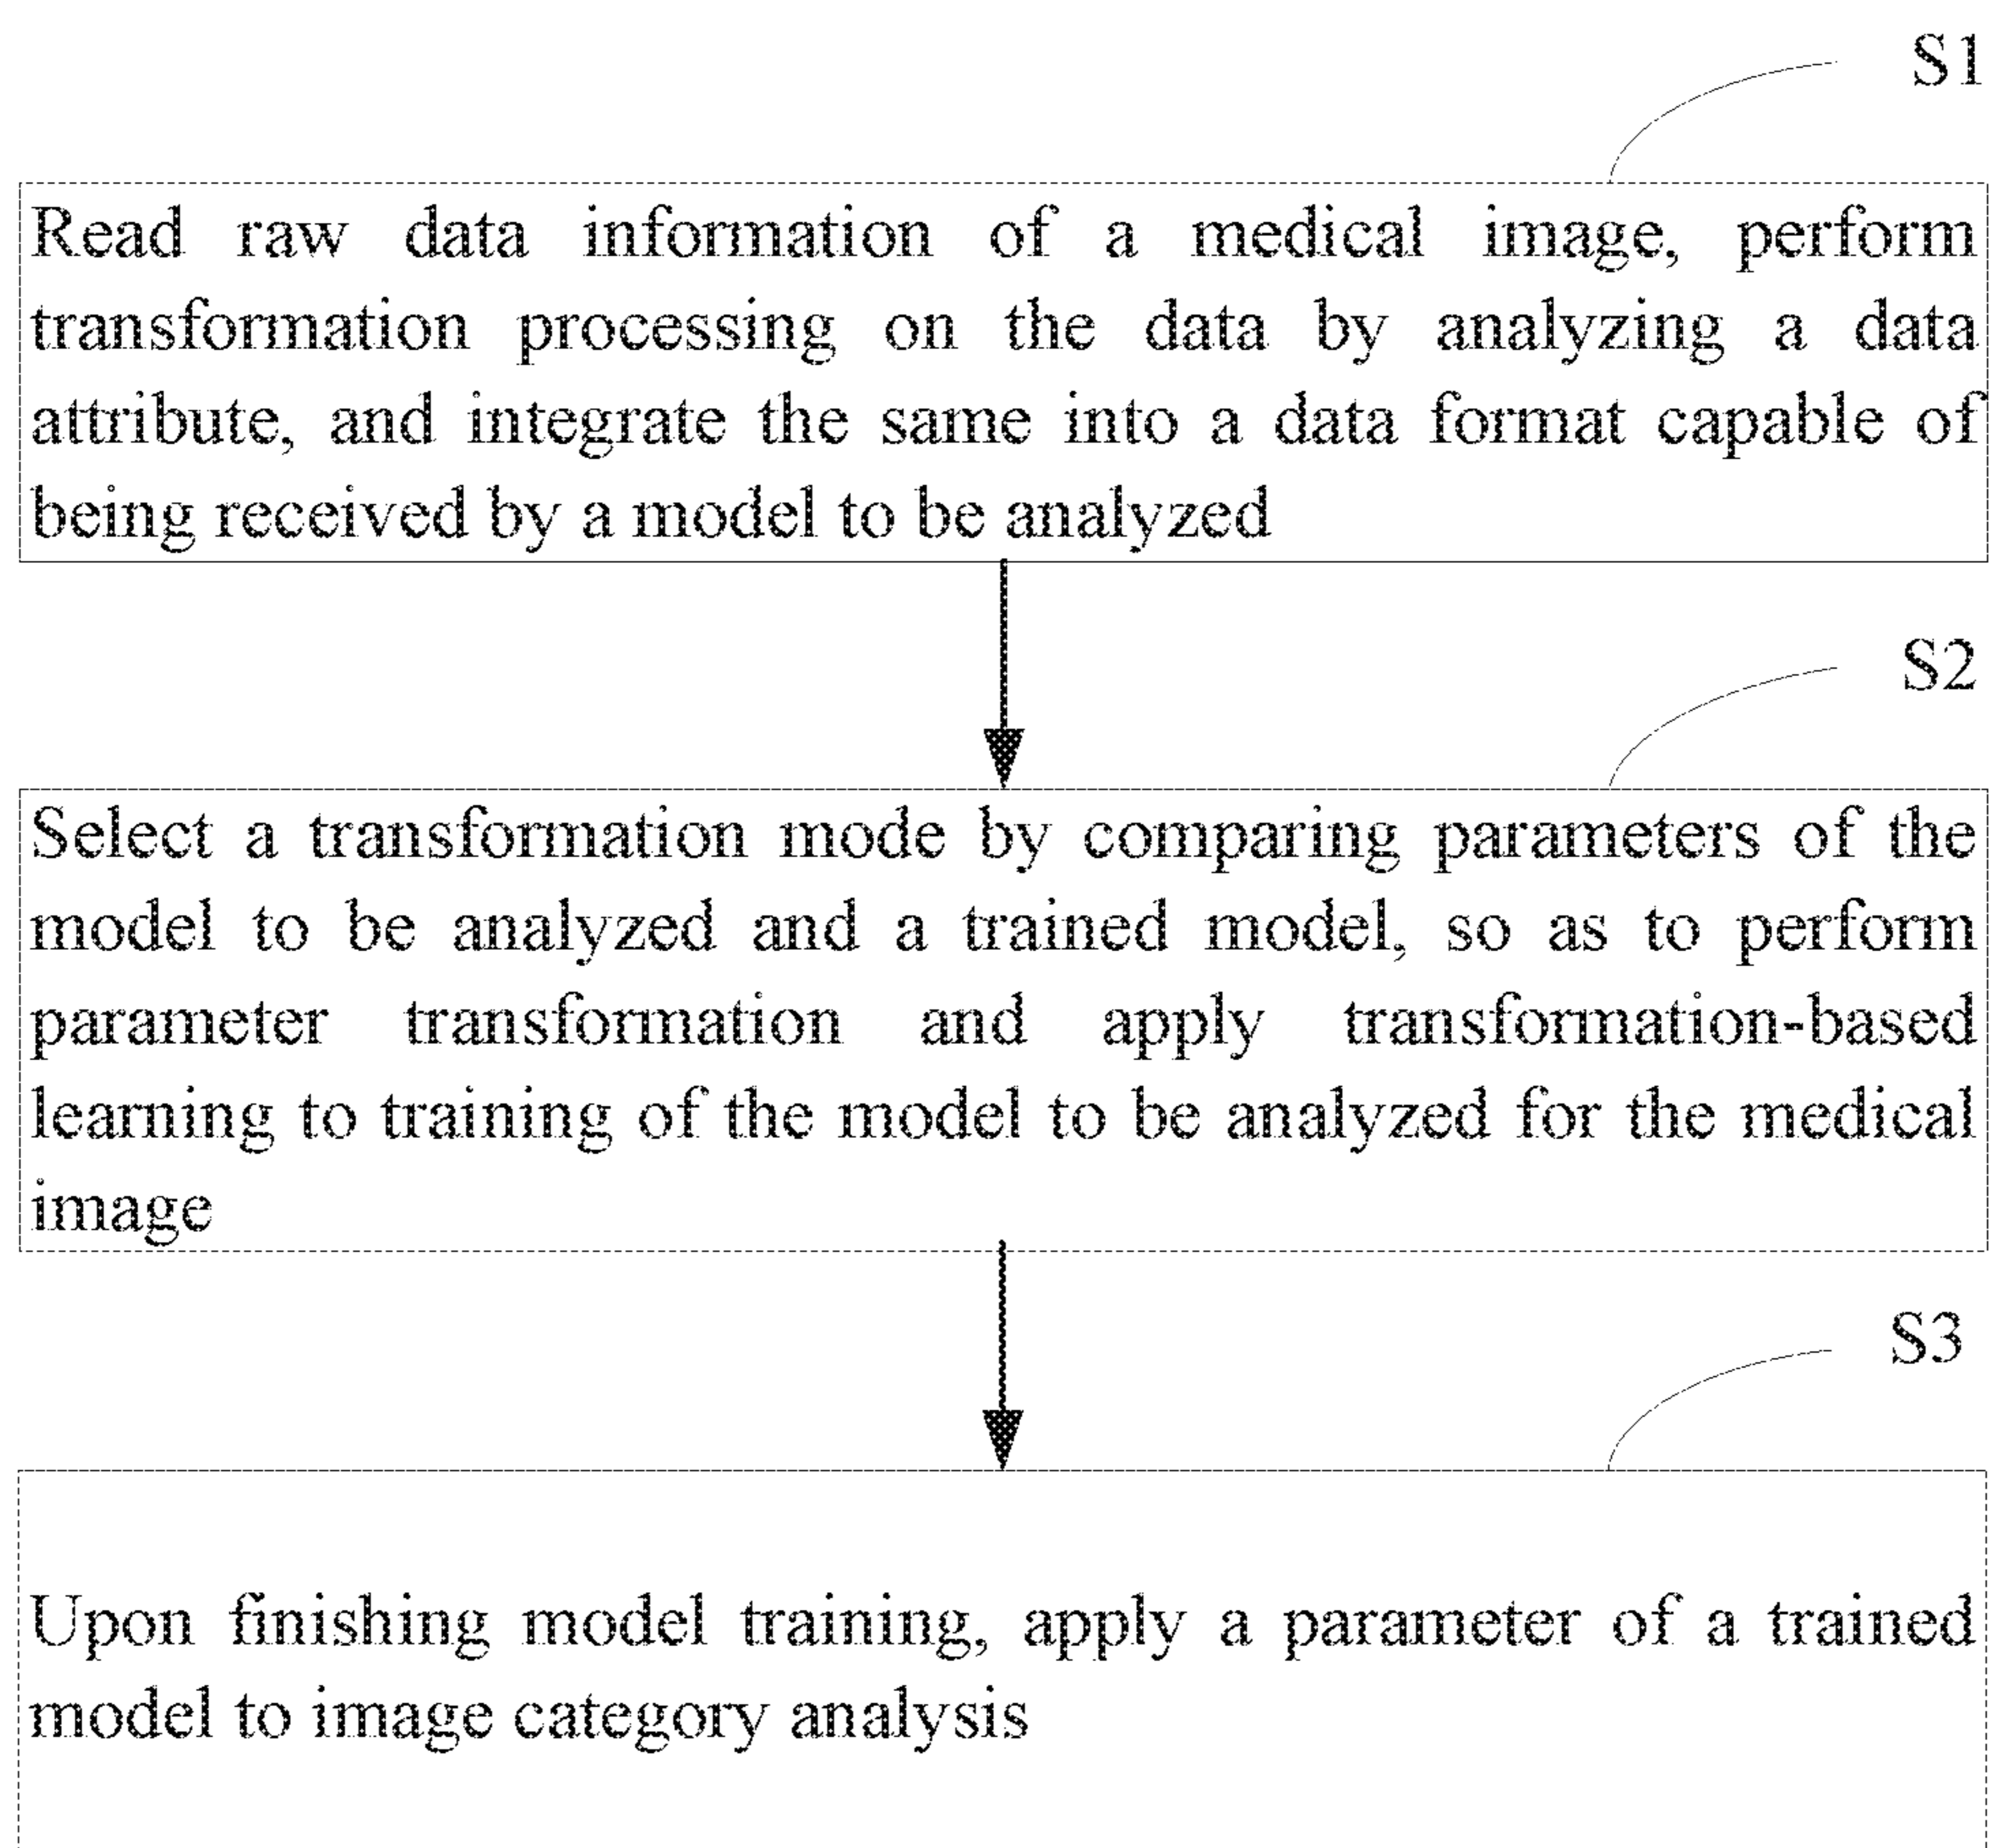 S1
Read raw data information of a medical image, perform
transformation processing on the data by analyzing a data
attribute, and integrate the same into a data format capable of
being received by a model to be analyzed
S2
Select a transformation mode by comparing parameters of the
model to be analyzed and a trained model, so as to perform
parameter transformation and apply transformation-based
learning to training of the model to be analyzed for the medical
image
S3
Upon finishing model training, apply a parameter of a trained
model to image category analysis